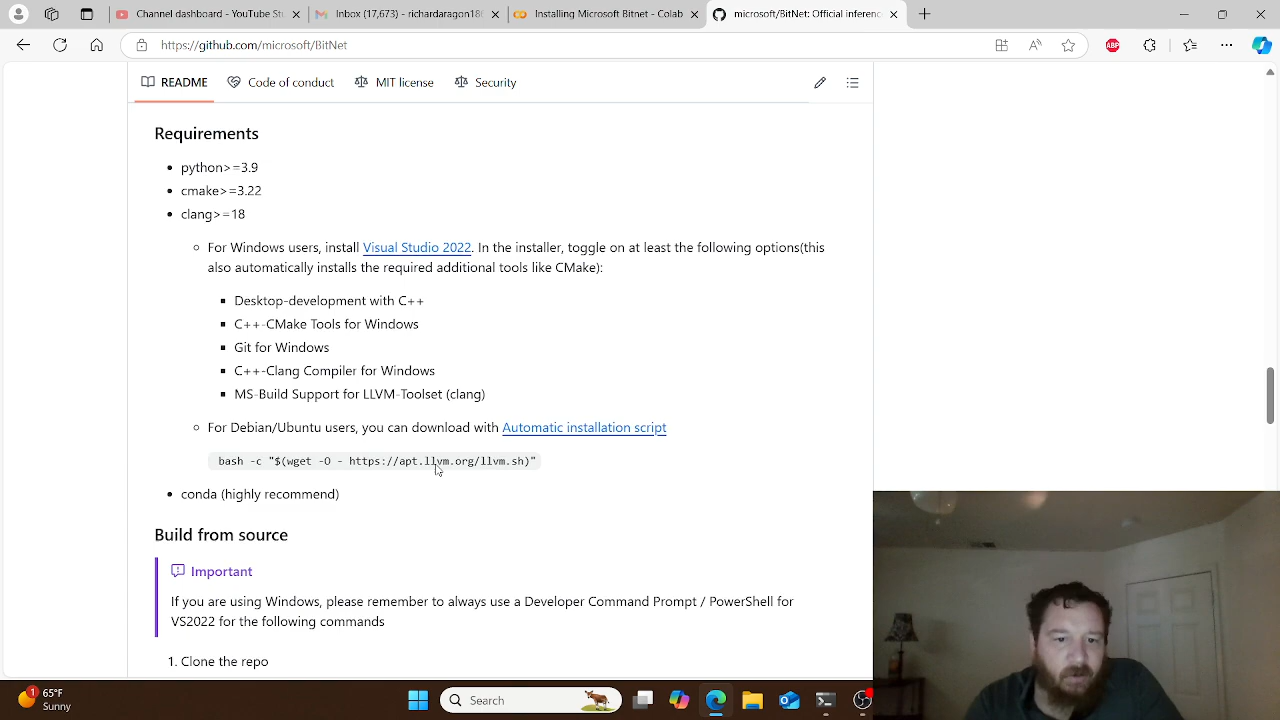 Channel dashboard - YouTube St
Inbox (17,673) - richardaragon18(
Installing Microsoft Bitnet - Colab
microsoft/BitNet: Official inferenc
https://github.com/microsoft/BitNet
ABP
README
Code of conduct
MIT license
Security
Requirements
python>=3.9
cmake>=3.22
clang>=18
For Windows users, install Visual Studio 2022. In the installer, toggle on at least the following options(this
also automatically installs the required additional tools like CMake):
Desktop-development with C++
C++-CMake Tools for Windows
Git for Windows
C++-Clang Compiler for Windows
MS-Build Support for LLVM-Toolset (clang)
For Debian/Ubuntu users, you can download with Automatic installation script
bash -c "$(wget -O - https://apt.llvm.org/llvm.sh)"
conda (highly recommend)
Build from source
Important
If you are using Windows, please remember to always use a Developer Command Prompt / PowerShell for
VS2022 for the following commands
1. Clone the repo
1
65°F
Sunny
Search